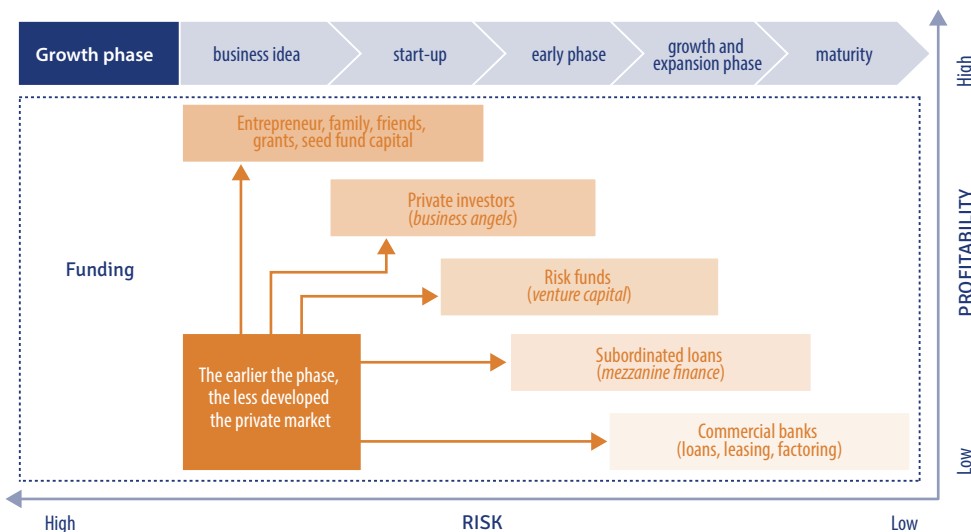 Growth phase
business idea
start-up
early phase
growth and
expansion phase
maturity
High
Entrepreneur, family, friends,
grants, seed fund capital
Private investors
(business angels)
Funding
Risk funds
(venture capital)
PROFITABILITY
The earlier the phase,
the less developed
the private market
Subordinated loans
(mezzanine finance)
Commercial banks
(loans, leasing, factoring)
Low
High
RISK
Low